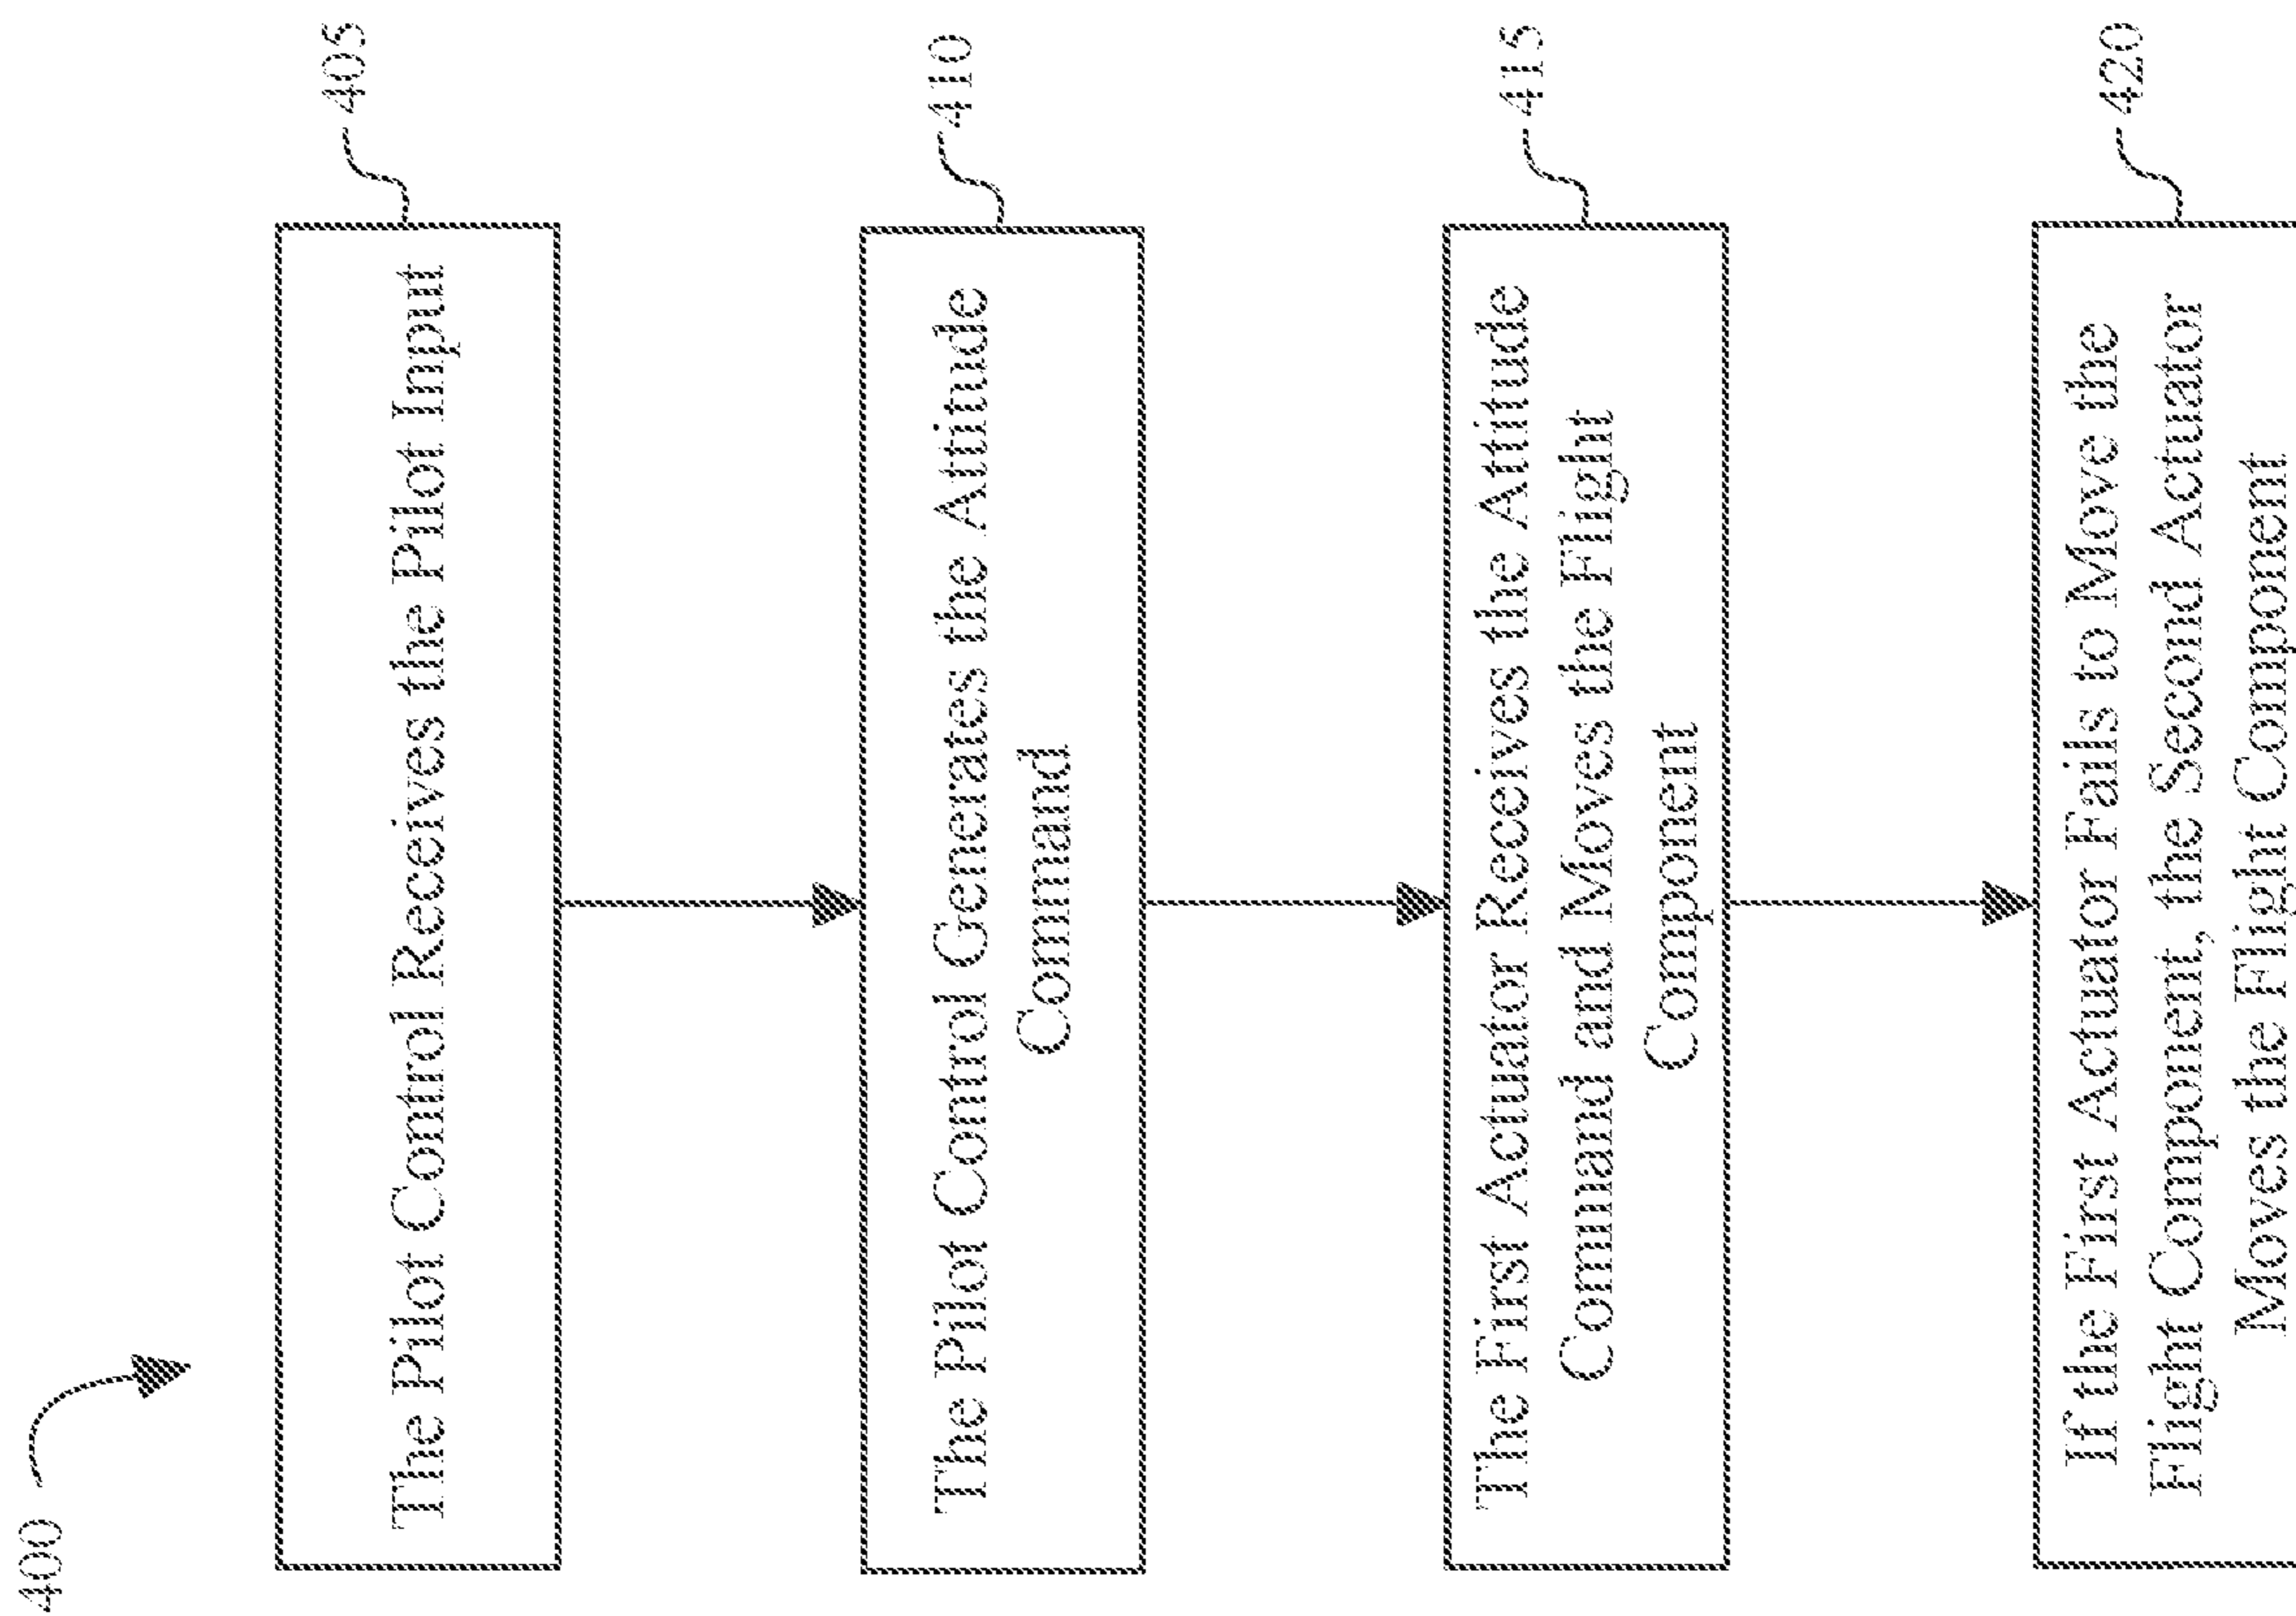 400
The Pilot Control Receives the Pilot Input
405
The Pilot Control Generates the Attitude
Command
410
The First Actuator Receives the Attitude
Command and Moves the Flight
Component
415
If the First Actuator Fails to Move the
Flight Component, the Second Actuator
Moves the Flight Component
420